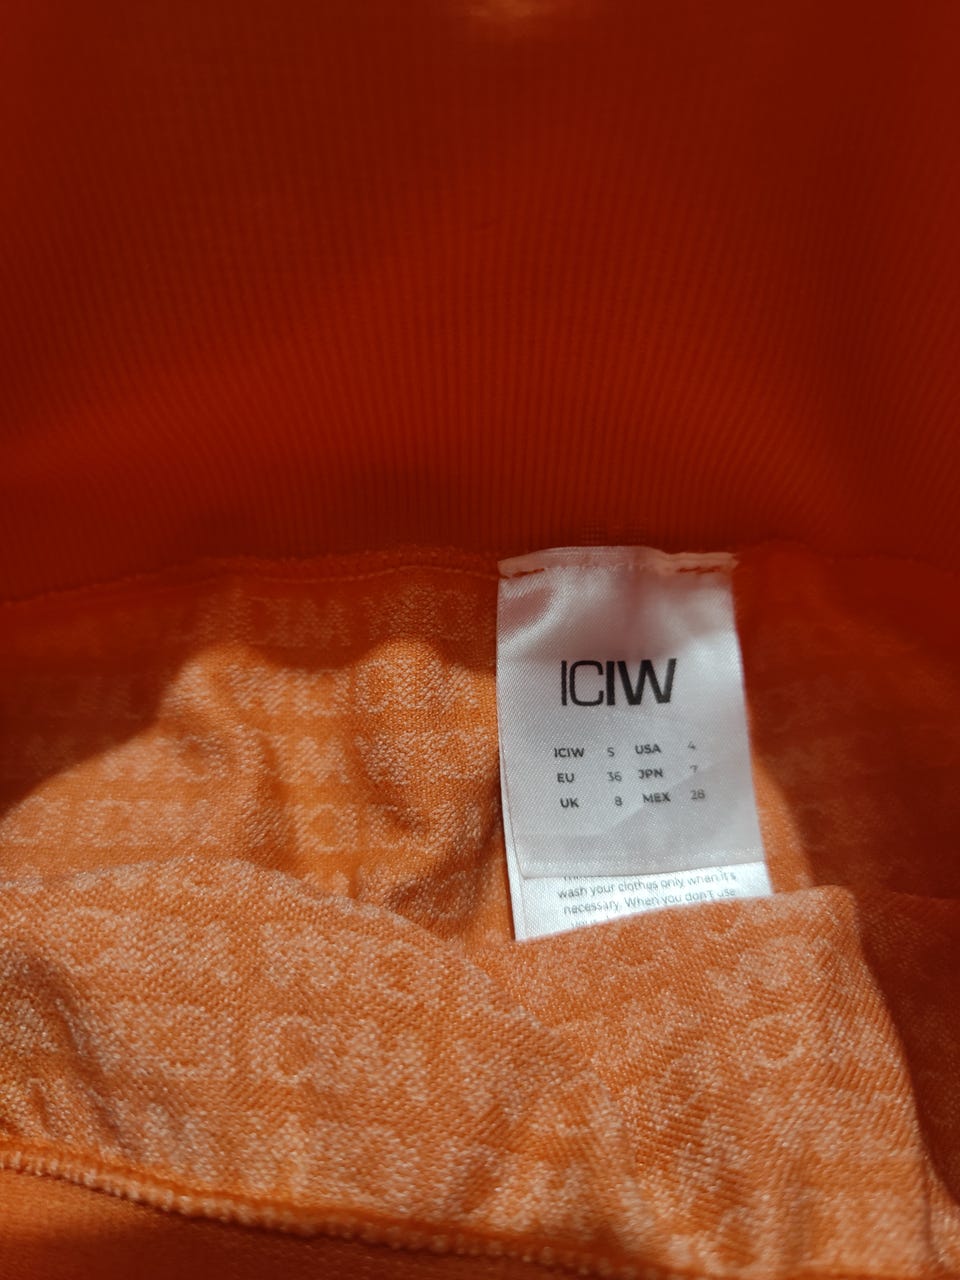 ICIW
ICIW S USA 4
EU 36 JPN 7
UK 8 MEX 28
wash your clothes only when it's
necessary. When you don't use